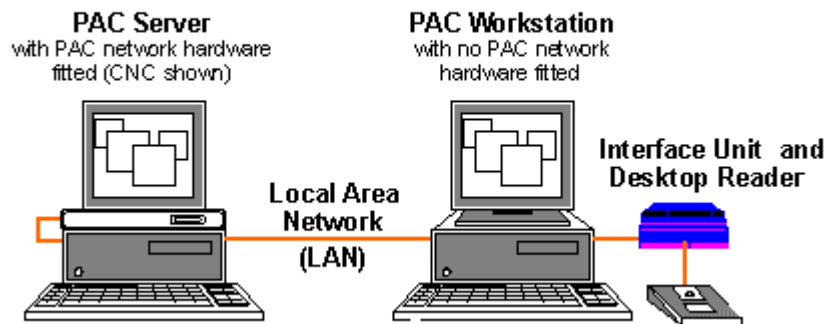 PAC Server
with PAC network hardware
fitted (CNC shown)
PAC Workstation
with no PAC network
hardware fitted
Interface Unit and
Desktop Reader
Local Area
Network
(LAN)